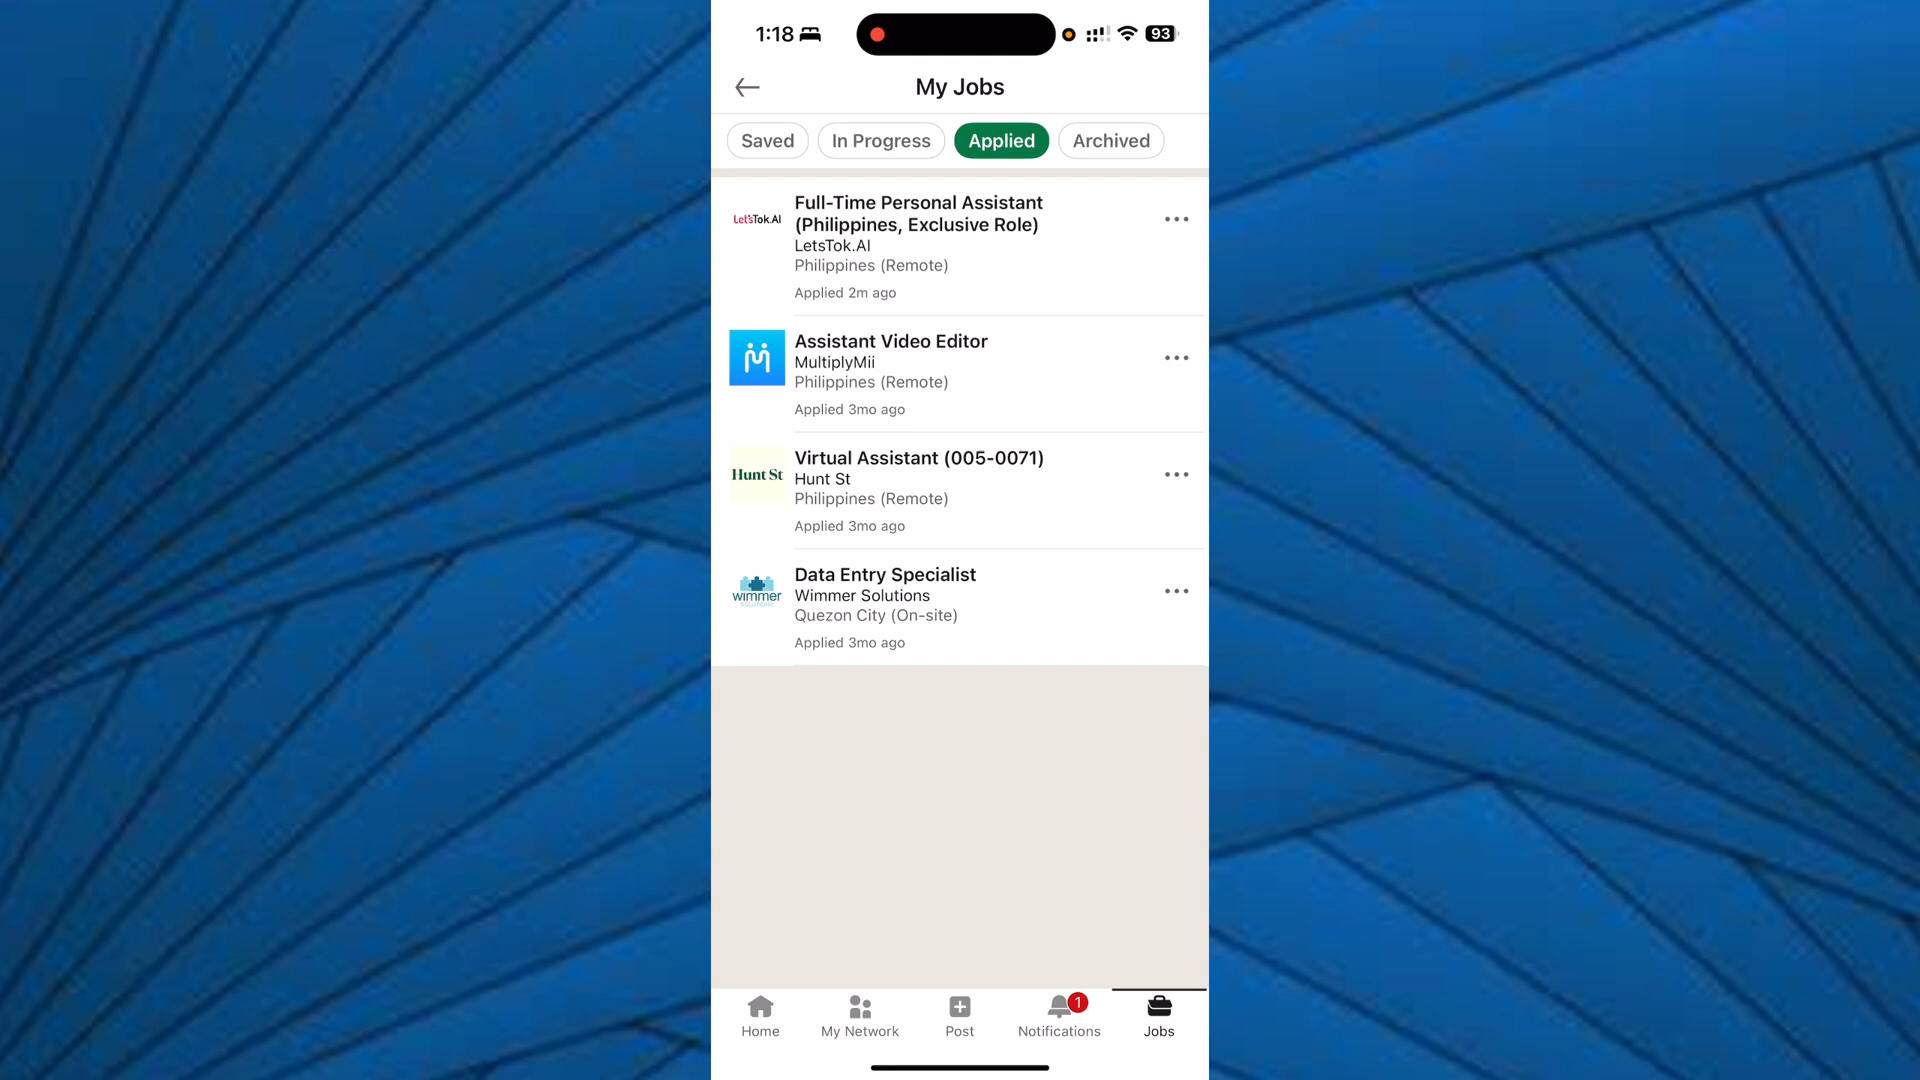 1:18
93
My Jobs
Saved
In Progress
Applied
Archived
Let'sTok.AI
Full-Time Personal Assistant
(Philippines, Exclusive Role)
LetsTok.AI
Philippines (Remote)
Applied 2m ago
Assistant Video Editor
MultiplyMii
Philippines (Remote)
Applied 3mo ago
Hunt St
Virtual Assistant (005-0071)
Hunt St
Philippines (Remote)
Applied 3mo ago
wimmer
SOLUTIONS
Data Entry Specialist
Wimmer Solutions
Quezon City (On-site)
Applied 3mo ago
1
Home
My Network
Post
Notifications
Jobs